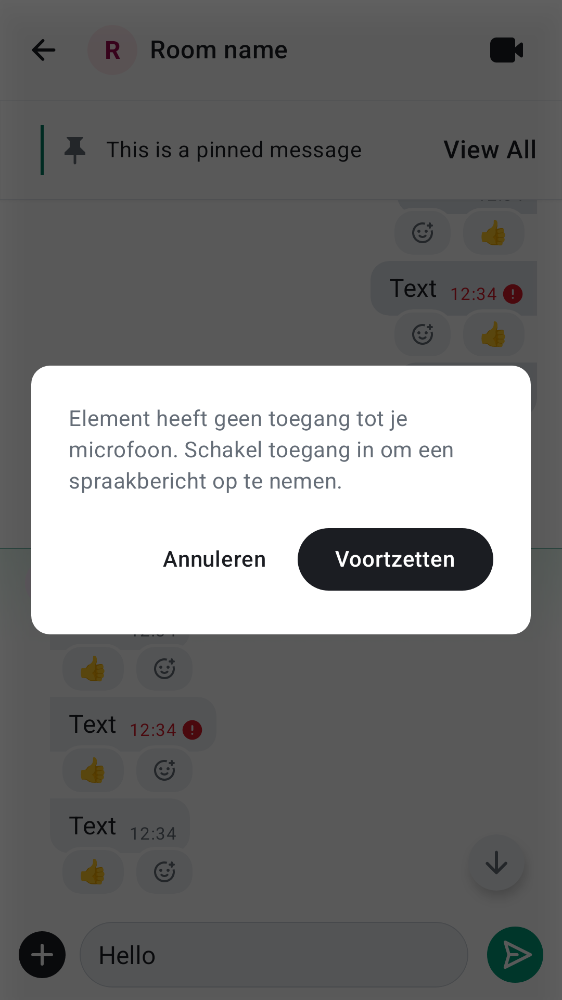 R Room name
This is a pinned message View All
Text 12:34
Element heeft geen toegang tot je
microfoon. Schakel toegang in om een
spraakbericht op te nemen.
Annuleren Voortzetten
Text 12:34
Text 12:34
Hello